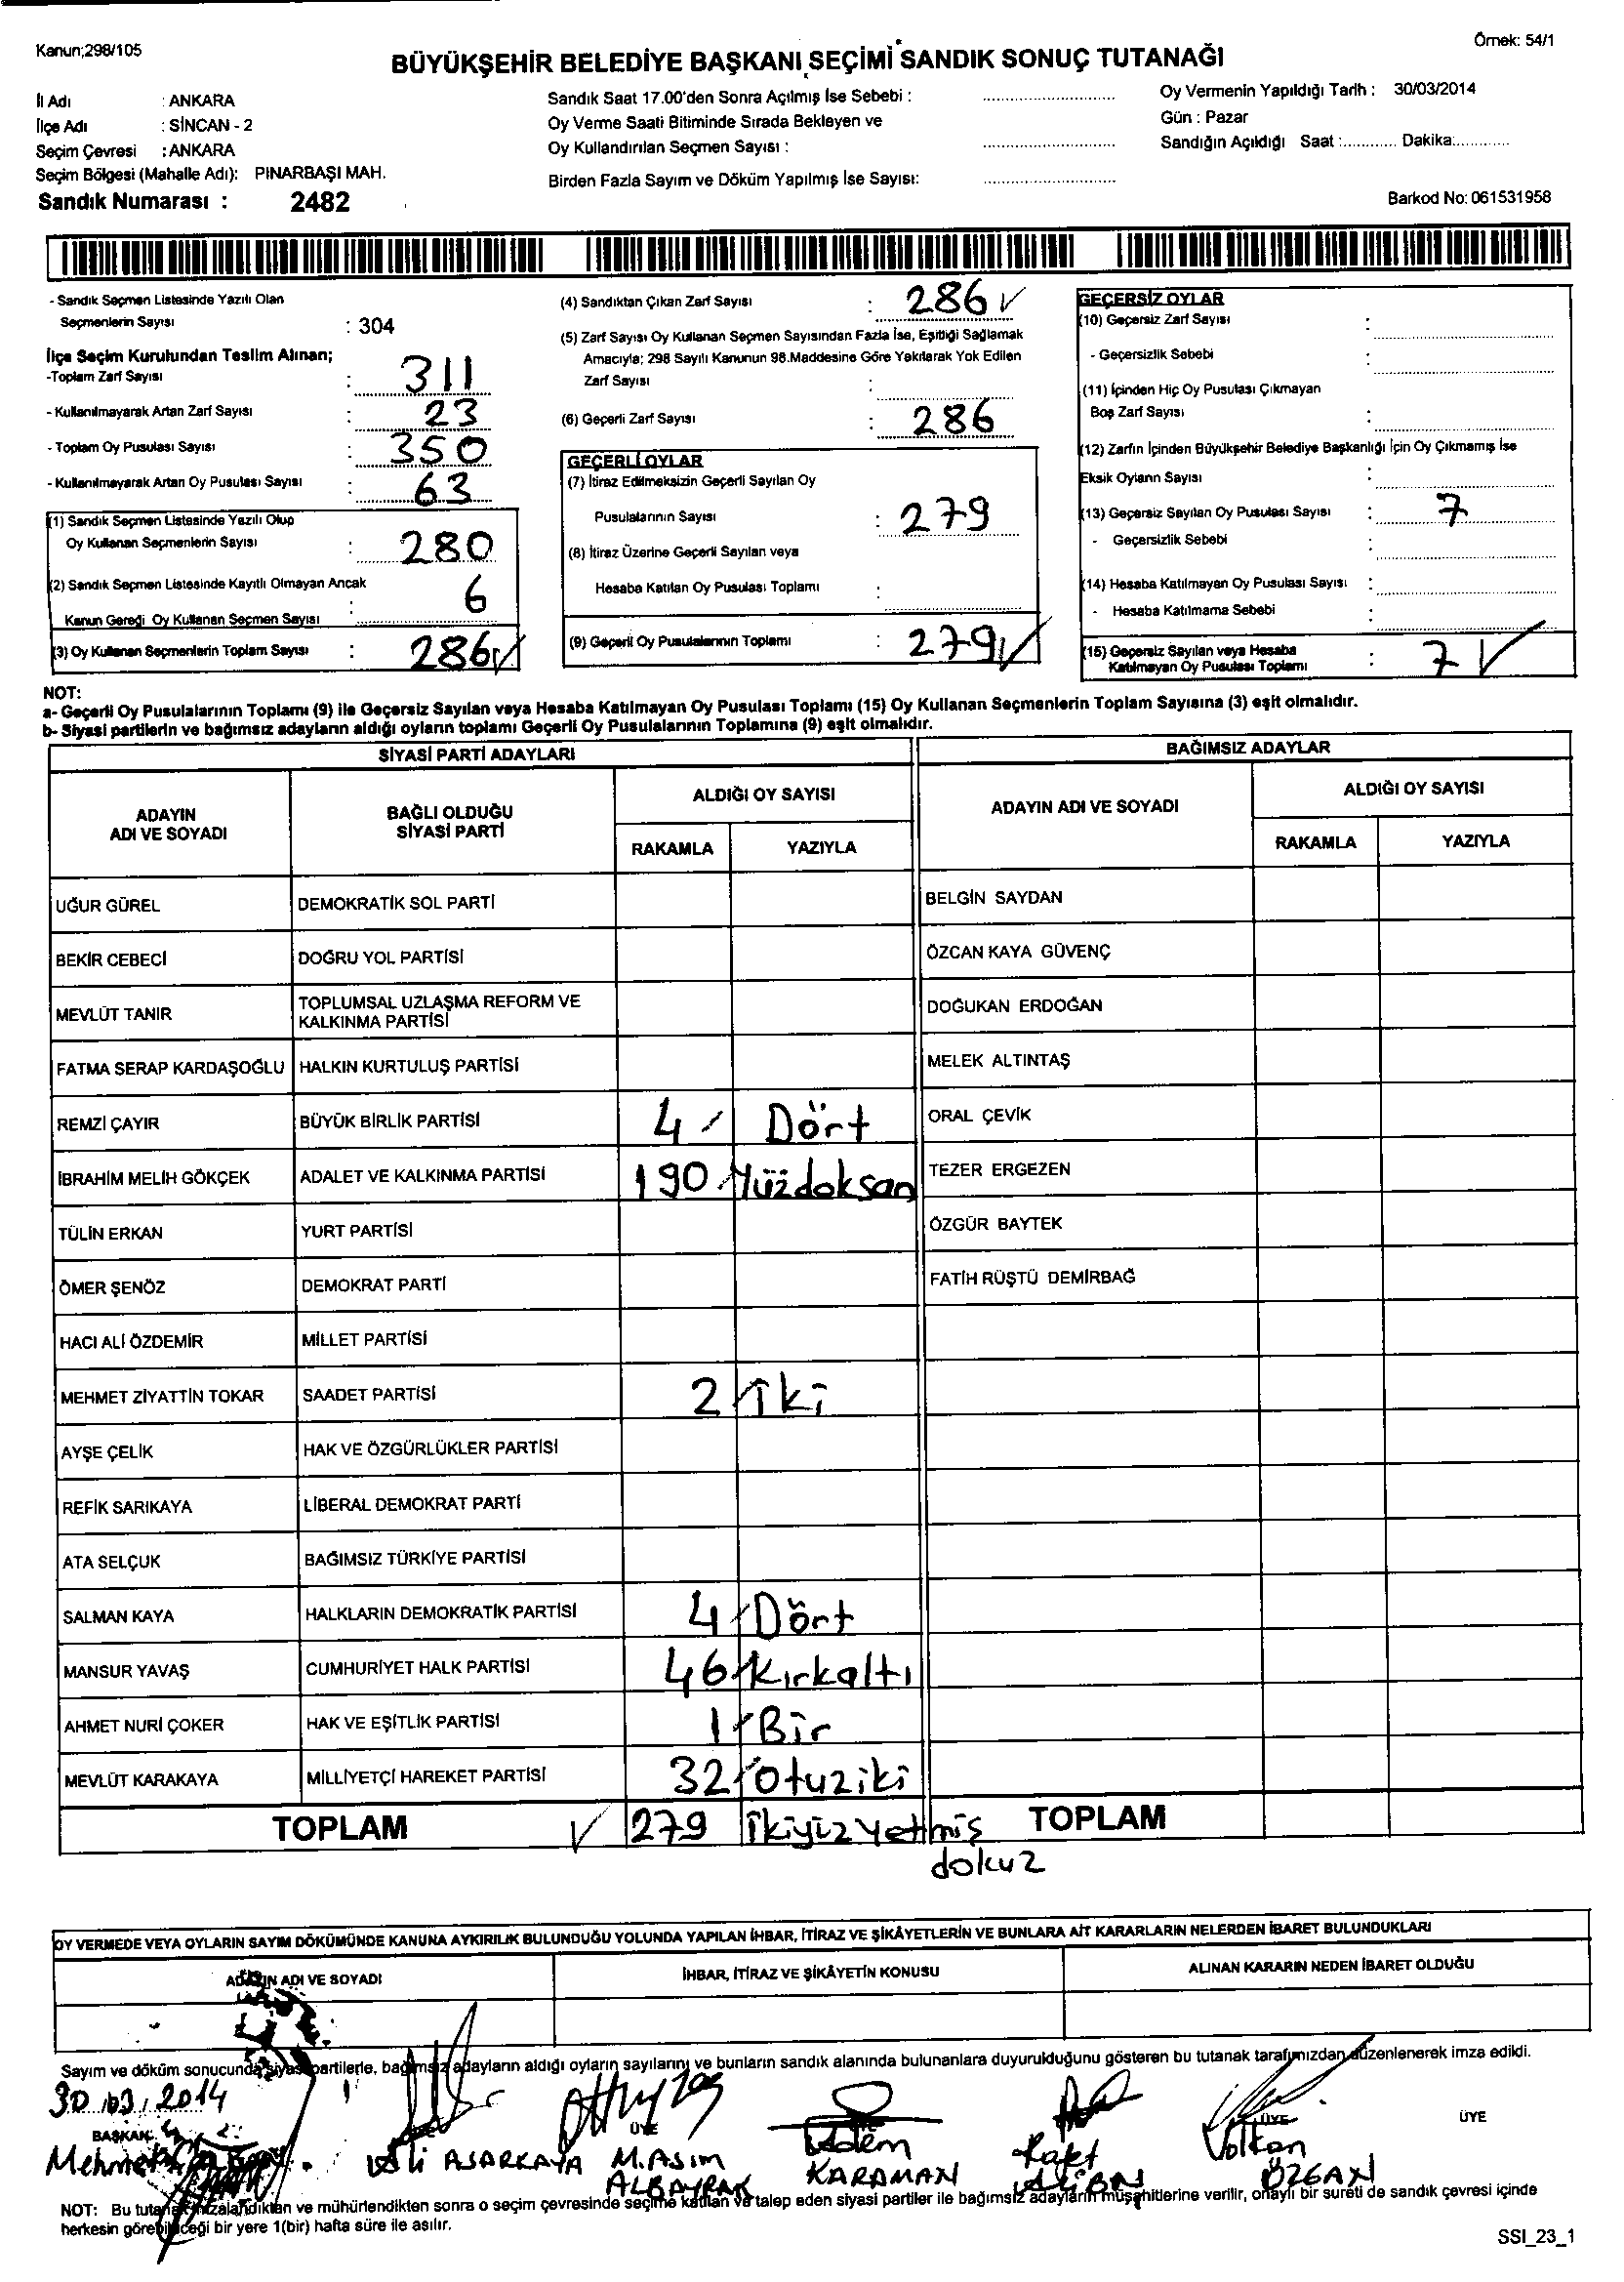 Kanun;298/105
Örnek: 54/1
BÜYÜKŞEHİR BELEDİYE BAŞKANI SEÇİMİ SANDIK SONUÇ TUTANAĞI
İl Adı : ANKARA
İlçe Adı : SİNCAN - 2
Seçim Çevresi : ANKARA
Seçim Bölgesi (Mahalle Adı): PINARBAŞI MAH.
Sandık Numarası : 2482
Sandık Saat 17.00'den Sonra Açılmış İse Sebebi :
Oy Verme Saati Bitiminde Sırada Bekleyen ve
Oy Kullandırılan Seçmen Sayısı :
Birden Fazla Sayım ve Döküm Yapılmış İse Sayısı:
Oy Vermenin Yapıldığı Tarih : 30/03/2014
Gün : Pazar
Sandığın Açıldığı Saat :............ Dakika:............
Barkod No: 061531958
- Sandık Seçmen Listesinde Yazılı Olan
Seçmenlerin Sayısı : 304
İlçe Seçim Kurulundan Teslim Alınan;
-Toplam Zarf Sayısı : 311
- Kullanılmayarak Artan Zarf Sayısı : 23
- Toplam Oy Pusulası Sayısı : 350
- Kullanılmayarak Artan Oy Pusulası Sayısı : 63
(1) Sandık Seçmen Listesinde Yazılı Olup
Oy Kullanan Seçmenlerin Sayısı : 280
(2) Sandık Seçmen Listesinde Kayıtlı Olmayan Ancak
Kanun Gereği Oy Kullanan Seçmen Sayısı : 6
(3) Oy Kullanan Seçmenlerin Toplam Sayısı : 286 ✓
(4) Sandıktan Çıkan Zarf Sayısı : 286 ✓
(5) Zarf Sayısı Oy Kullanan Seçmen Sayısından Fazla İse, Eşitliği Sağlamak
Amacıyla; 298 Sayılı Kanunun 98.Maddesine Göre Yakılarak Yok Edilen
Zarf Sayısı :
(6) Geçerli Zarf Sayısı : 286
GEÇERLİ OYLAR
(7) İtiraz Edilmeksizin Geçerli Sayılan Oy
Pusulalarının Sayısı : 279
(8) İtiraz Üzerine Geçerli Sayılan veya
Hesaba Katılan Oy Pusulası Toplamı :
(9) Geçerli Oy Pusulalarının Toplamı : 279 ✓
GEÇERSİZ OYLAR
(10) Geçersiz Zarf Sayısı :
- Geçersizlik Sebebi :
(11) İçinden Hiç Oy Pusulası Çıkmayan
Boş Zarf Sayısı :
(12) Zarfın İçinden Büyükşehir Belediye Başkanlığı İçin Oy Çıkmamış İse
Eksik Oyların Sayısı :
(13) Geçersiz Sayılan Oy Pusulası Sayısı : 7
- Geçersizlik Sebebi :
(14) Hesaba Katılmayan Oy Pusulası Sayısı :
- Hesaba Katılmama Sebebi :
(15) Geçersiz Sayılan veya Hesaba
Katılmayan Oy Pusulası Toplamı : 7 ✓
NOT:
a- Geçerli Oy Pusulalarının Toplamı (9) ile Geçersiz Sayılan veya Hesaba Katılmayan Oy Pusulası Toplamı (15) Oy Kullanan Seçmenlerin Toplam Sayısına (3) eşit olmalıdır.
b- Siyasi partilerin ve bağımsız adayların aldığı oyların toplamı Geçerli Oy Pusulalarının Toplamına (9) eşit olmalıdır.
SİYASİ PARTİ ADAYLARI
BAĞIMSIZ ADAYLAR
ADAYIN
ADI VE SOYADI
BAĞLI OLDUĞU
SİYASİ PARTİ
ALDIĞI OY SAYISI
RAKAMLA YAZIYLA
ADAYIN ADI VE SOYADI
ALDIĞI OY SAYISI
RAKAMLA YAZIYLA
UĞUR GÜREL DEMOKRATİK SOL PARTİ BELGİN SAYDAN
BEKİR CEBECİ DOĞRU YOL PARTİSİ ÖZCAN KAYA GÜVENÇ
MEVLÜT TANIR TOPLUMSAL UZLAŞMA REFORM VE
KALKINMA PARTİSİ DOĞUKAN ERDOĞAN
FATMA SERAP KARDAŞOĞLU HALKIN KURTULUŞ PARTİSİ MELEK ALTINTAŞ
REMZİ ÇAYIR BÜYÜK BİRLİK PARTİSİ 4 / Dört ORAL ÇEVİK
İBRAHİM MELİH GÖKÇEK ADALET VE KALKINMA PARTİSİ 190 / Yüzdoksan TEZER ERGEZEN
TÜLİN ERKAN YURT PARTİSİ ÖZGÜR BAYTEK
ÖMER ŞENÖZ DEMOKRAT PARTİ FATİH RÜŞTÜ DEMİRBAĞ
HACI ALİ ÖZDEMİR MİLLET PARTİSİ
MEHMET ZİYATTİN TOKAR SAADET PARTİSİ 2 / İki
AYŞE ÇELİK HAK VE ÖZGÜRLÜKLER PARTİSİ
REFİK SARIKAYA LİBERAL DEMOKRAT PARTİ
ATA SELÇUK BAĞIMSIZ TÜRKİYE PARTİSİ
SALMAN KAYA HALKLARIN DEMOKRATİK PARTİSİ 4 / Dört
MANSUR YAVAŞ CUMHURİYET HALK PARTİSİ 46 / Kırkaltı
AHMET NURİ ÇOKER HAK VE EŞİTLİK PARTİSİ 1 / Bir
MEVLÜT KARAKAYA MİLLİYETÇİ HAREKET PARTİSİ 32 / Otuziki
TOPLAM ✓ 279 İkiyüzyetmiş TOPLAM
dokuz
OY VERMEDE VEYA OYLARIN SAYIM DÖKÜMÜNDE KANUNA AYKIRILIK BULUNDUĞU YOLUNDA YAPILAN İHBAR, İTİRAZ VE ŞİKÂYETLERİN VE BUNLARA AİT KARARLARIN NELERDEN İBARET BULUNDUKLARI
ADAYIN ADI VE SOYADI İHBAR, İTİRAZ VE ŞİKÂYETİN KONUSU ALINAN KARARIN NEDEN İBARET OLDUĞU
Sayım ve döküm sonucunda siyasi partilerle, bağımsız adayların aldığı oyların sayılarını ve bunların sandık alanında bulunanlara duyurulduğunu gösteren bu tutanak tarafımızdan düzenlenerek imza edildi.
30.03.2014
BAŞKAN ÜYE ÜYE ÜYE
Mehmet ASARKAYA M.ASIM Adem Volkan
ALBAYRAK KARAMAN ÖZGAN
NOT: Bu tutanak imzalandıktan ve mühürlendikten sonra o seçim çevresinde seçime katılan ve talep eden siyasi partiler ile bağımsız adayların müşahitlerine verilir, onaylı bir sureti de sandık çevresi içinde
herkesin görebileceği bir yere 1(bir) hafta süre ile asılır.
SSI_23_1